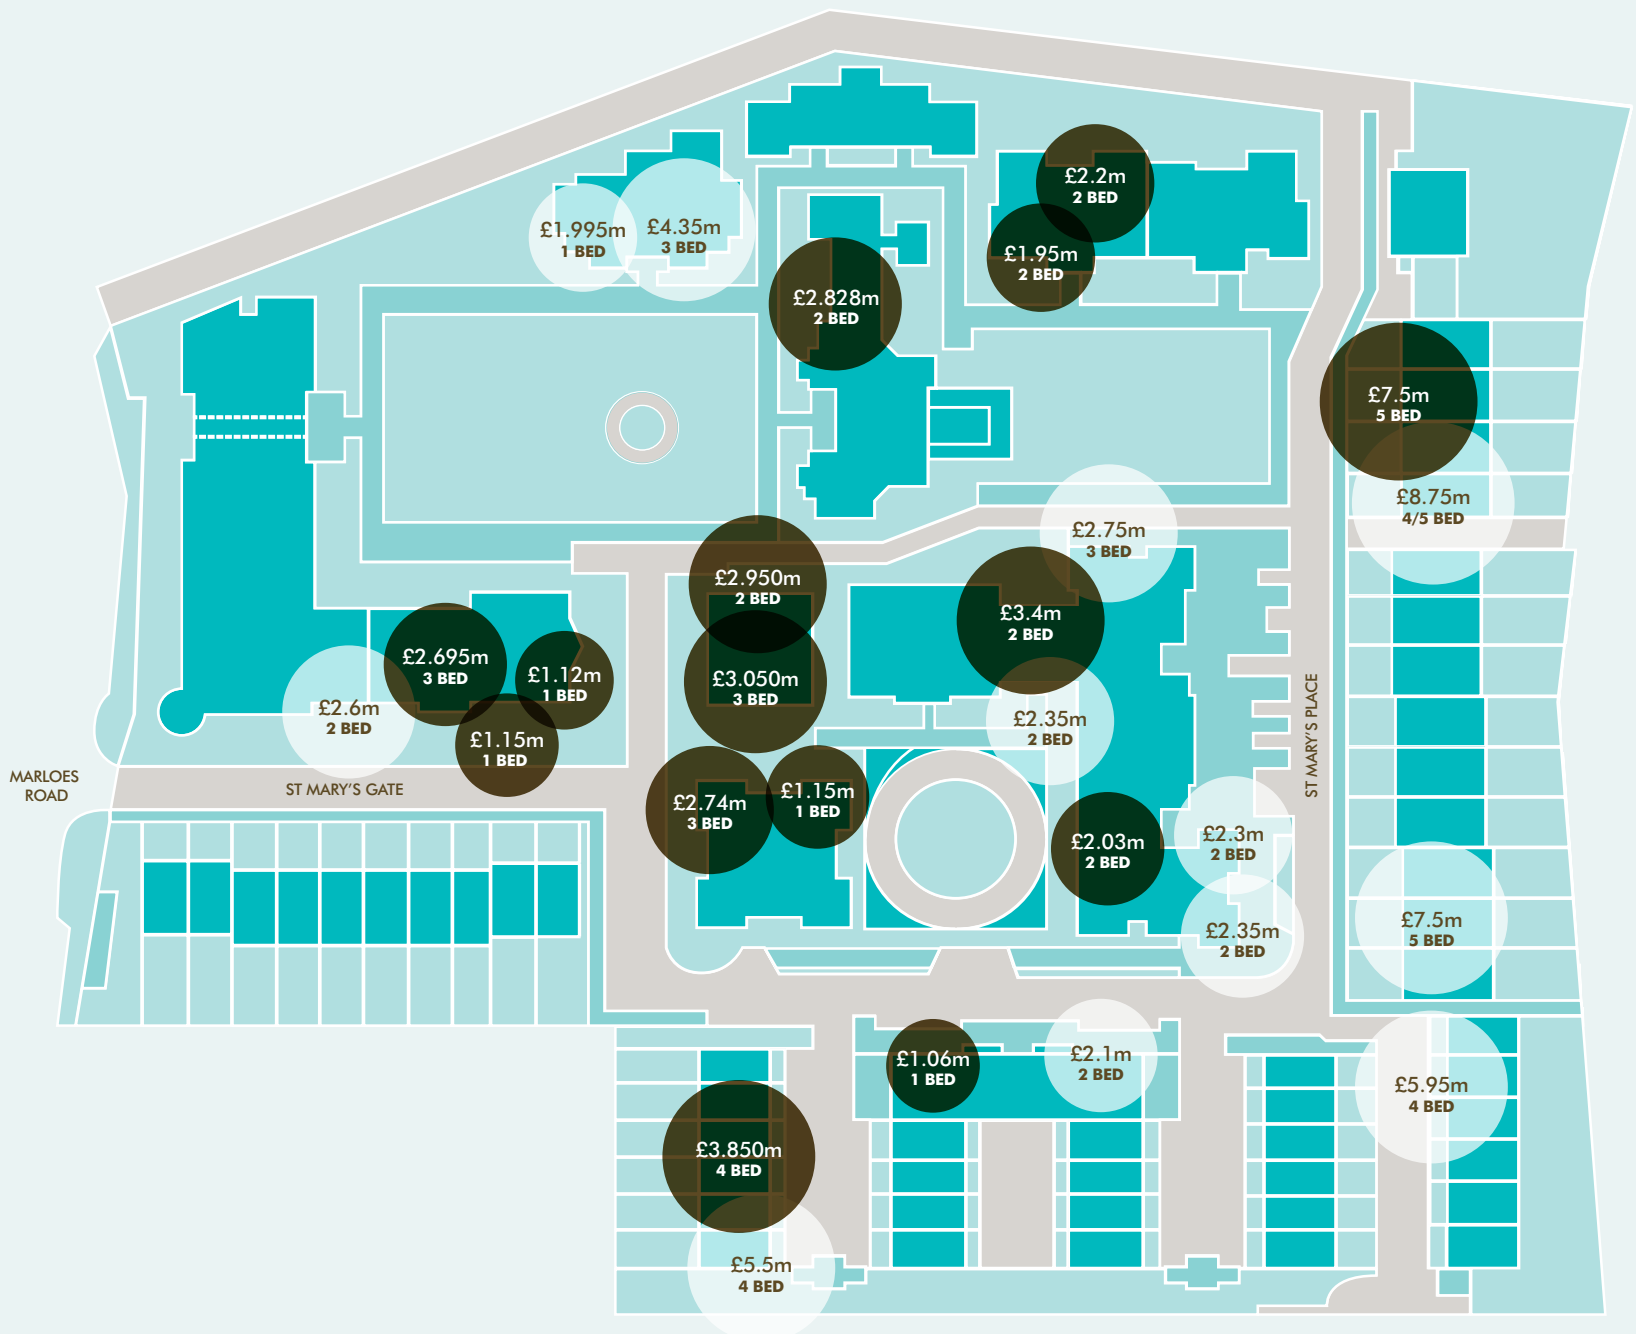 £2.2m
2 BED
£1.995m
1 BED
£4.35m
3 BED
£1.95m
2 BED
£2.828m
2 BED
£7.5m
5 BED
£8.75m
4/5 BED
£2.75m
3 BED
£2.950m
2 BED
£3.4m
2 BED
£2.695m
3 BED
£1.12m
1 BED
£3.050m
3 BED
£2.6m
2 BED
£2.35m
2 BED
£1.15m
1 BED
ST MARY'S PLACE
MARLOES
ROAD
ST MARY'S GATE
£2.74m
3 BED
£1.15m
1 BED
£2.03m
2 BED
£2.3m
2 BED
£2.35m
2 BED
£7.5m
5 BED
£1.06m
1 BED
£2.1m
2 BED
£5.95m
4 BED
£3.850m
4 BED
£5.5m
4 BED